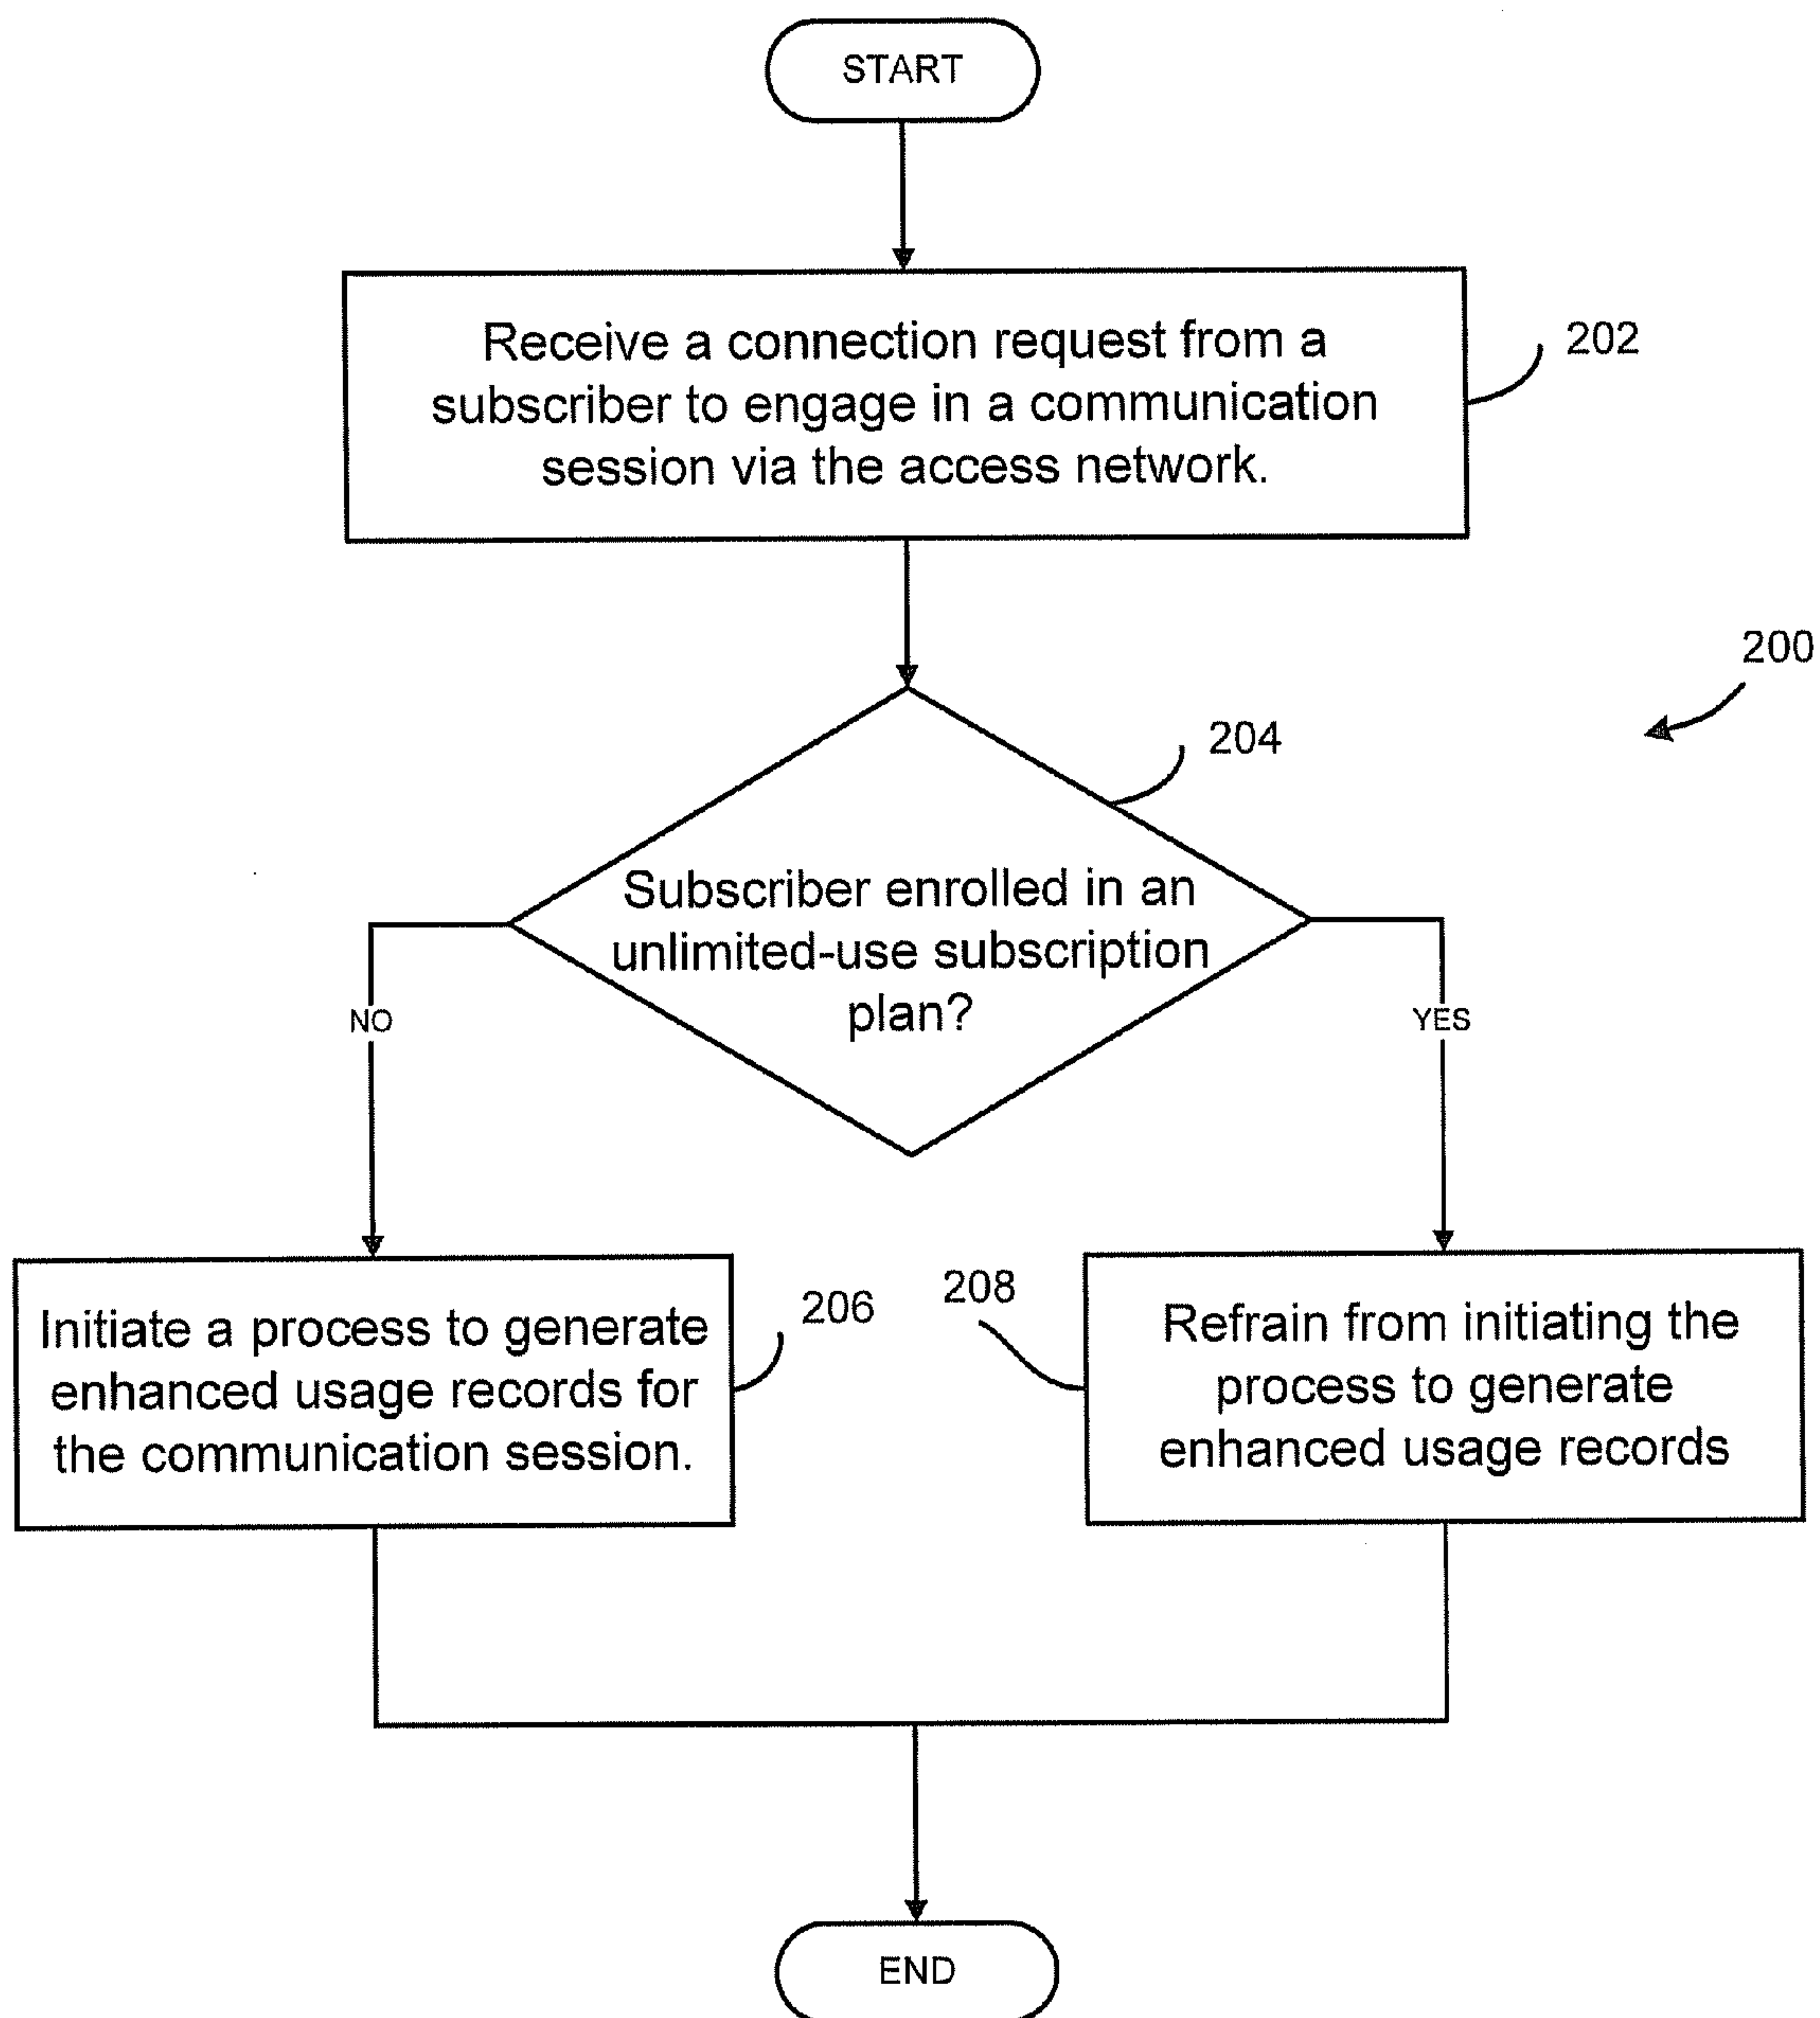 START
Receive a connection request from a
subscriber to engage in a communication
session via the access network.
202
200
204
Subscriber enrolled in an
unlimited-use subscription
plan?
NO
YES
Initiate a process to generate
enhanced usage records for
the communication session.
206
208
Refrain from initiating the
process to generate
enhanced usage records
END